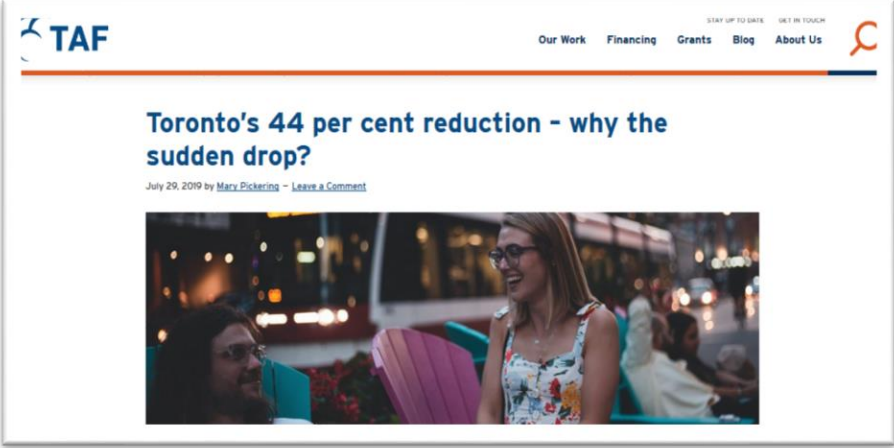 STAY UP TO DATE GET IN TOUCH
TAF
Our Work Financing Grants Blog About Us
Toronto's 44 per cent reduction – why the
sudden drop?
July 29, 2019 by Mary Pickering — Leave a Comment